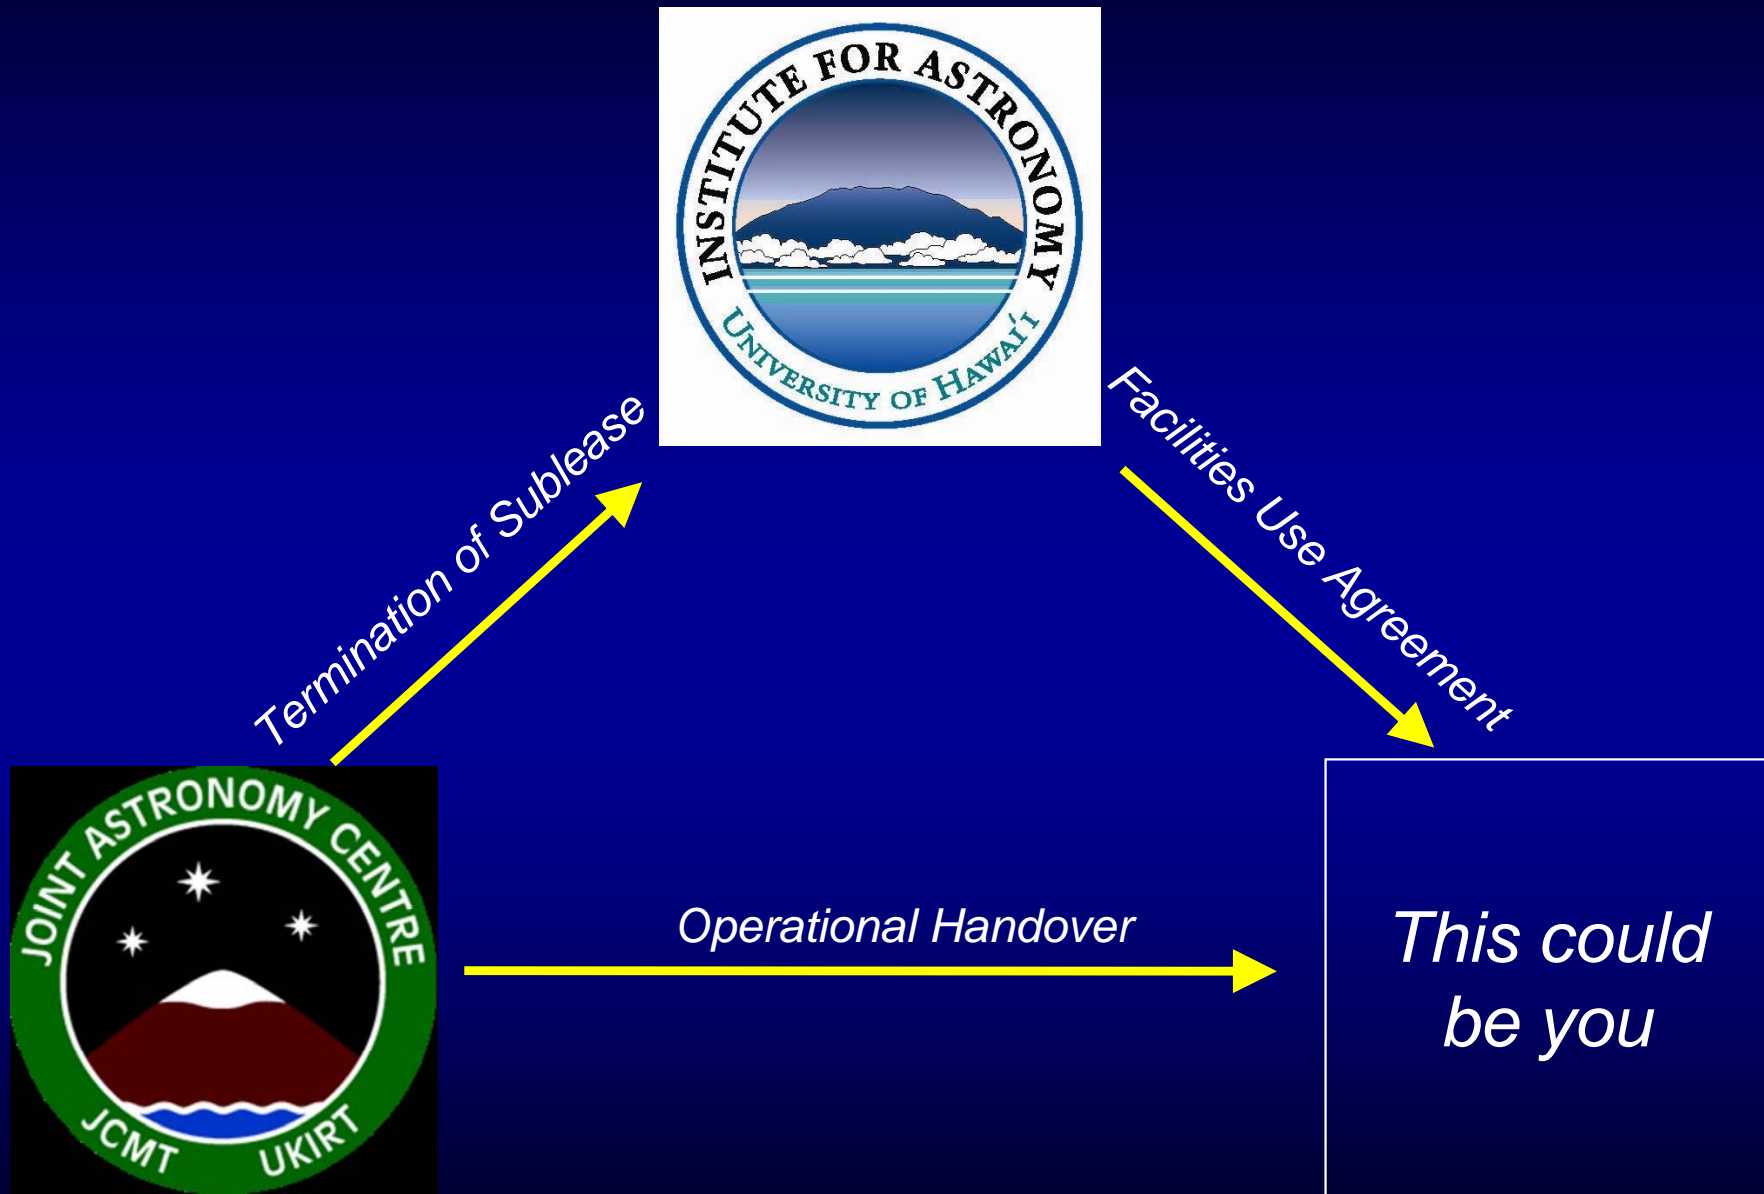 INSTITUTE FOR ASTRONOMY
UNIVERSITY OF HAWAI'I
Termination of Sublease
Facilities Use Agreement
JOINT ASTRONOMY CENTRE
JCMT UKIRT
Operational Handover
This could
be you